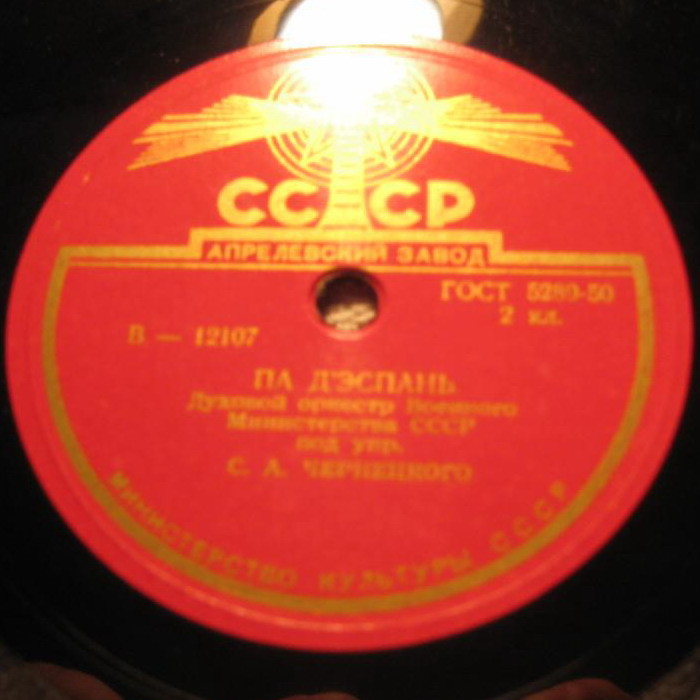 СССР
АПРЕЛЕВСКИЙ ЗАВОД
ГОСТ 5289-50
2 кл.
В — 12107
ПА Д'ЭСПАНЬ
Духовой оркестр Военного
Министерства СССР
под упр.
С. А. ЧЕРНЕЦКОГО
МИНИСТЕРСТВО КУЛЬТУРЫ СССР